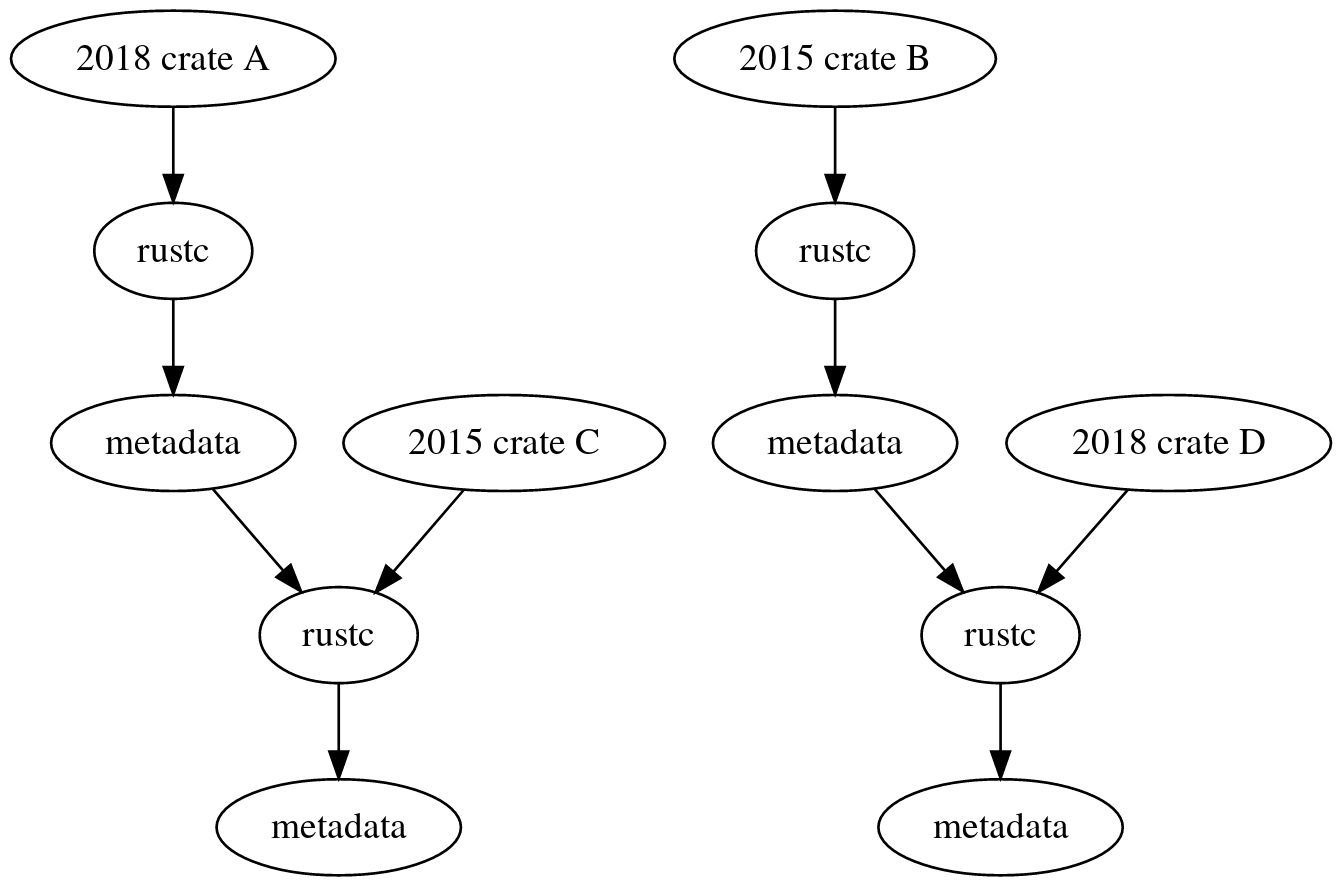 2018 crate A
2015 crate B
rustc
rustc
metadata
2015 crate C
metadata
2018 crate D
rustc
rustc
metadata
metadata